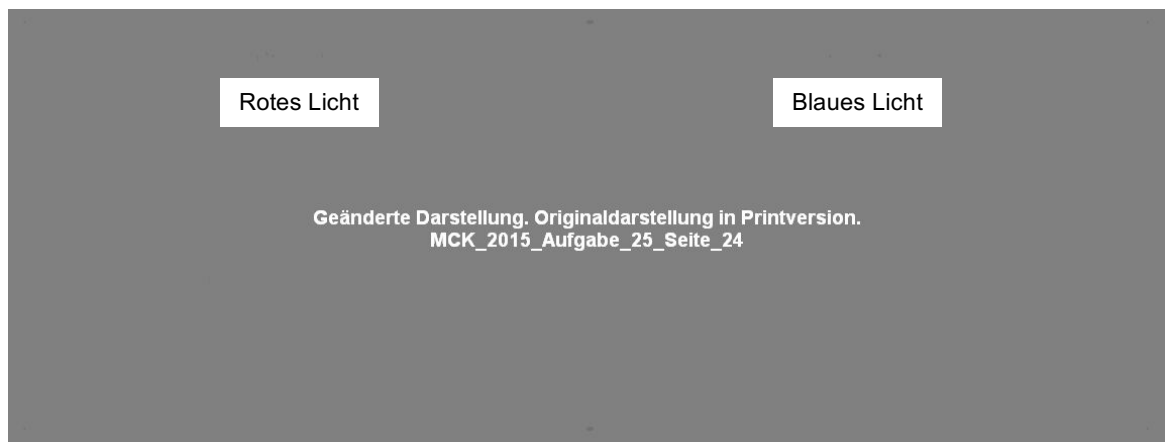 Rotes Licht
Blaues Licht
Geänderte Darstellung. Originaldarstellung in Printversion.
MCK_2015_Aufgabe_25_Seite_24